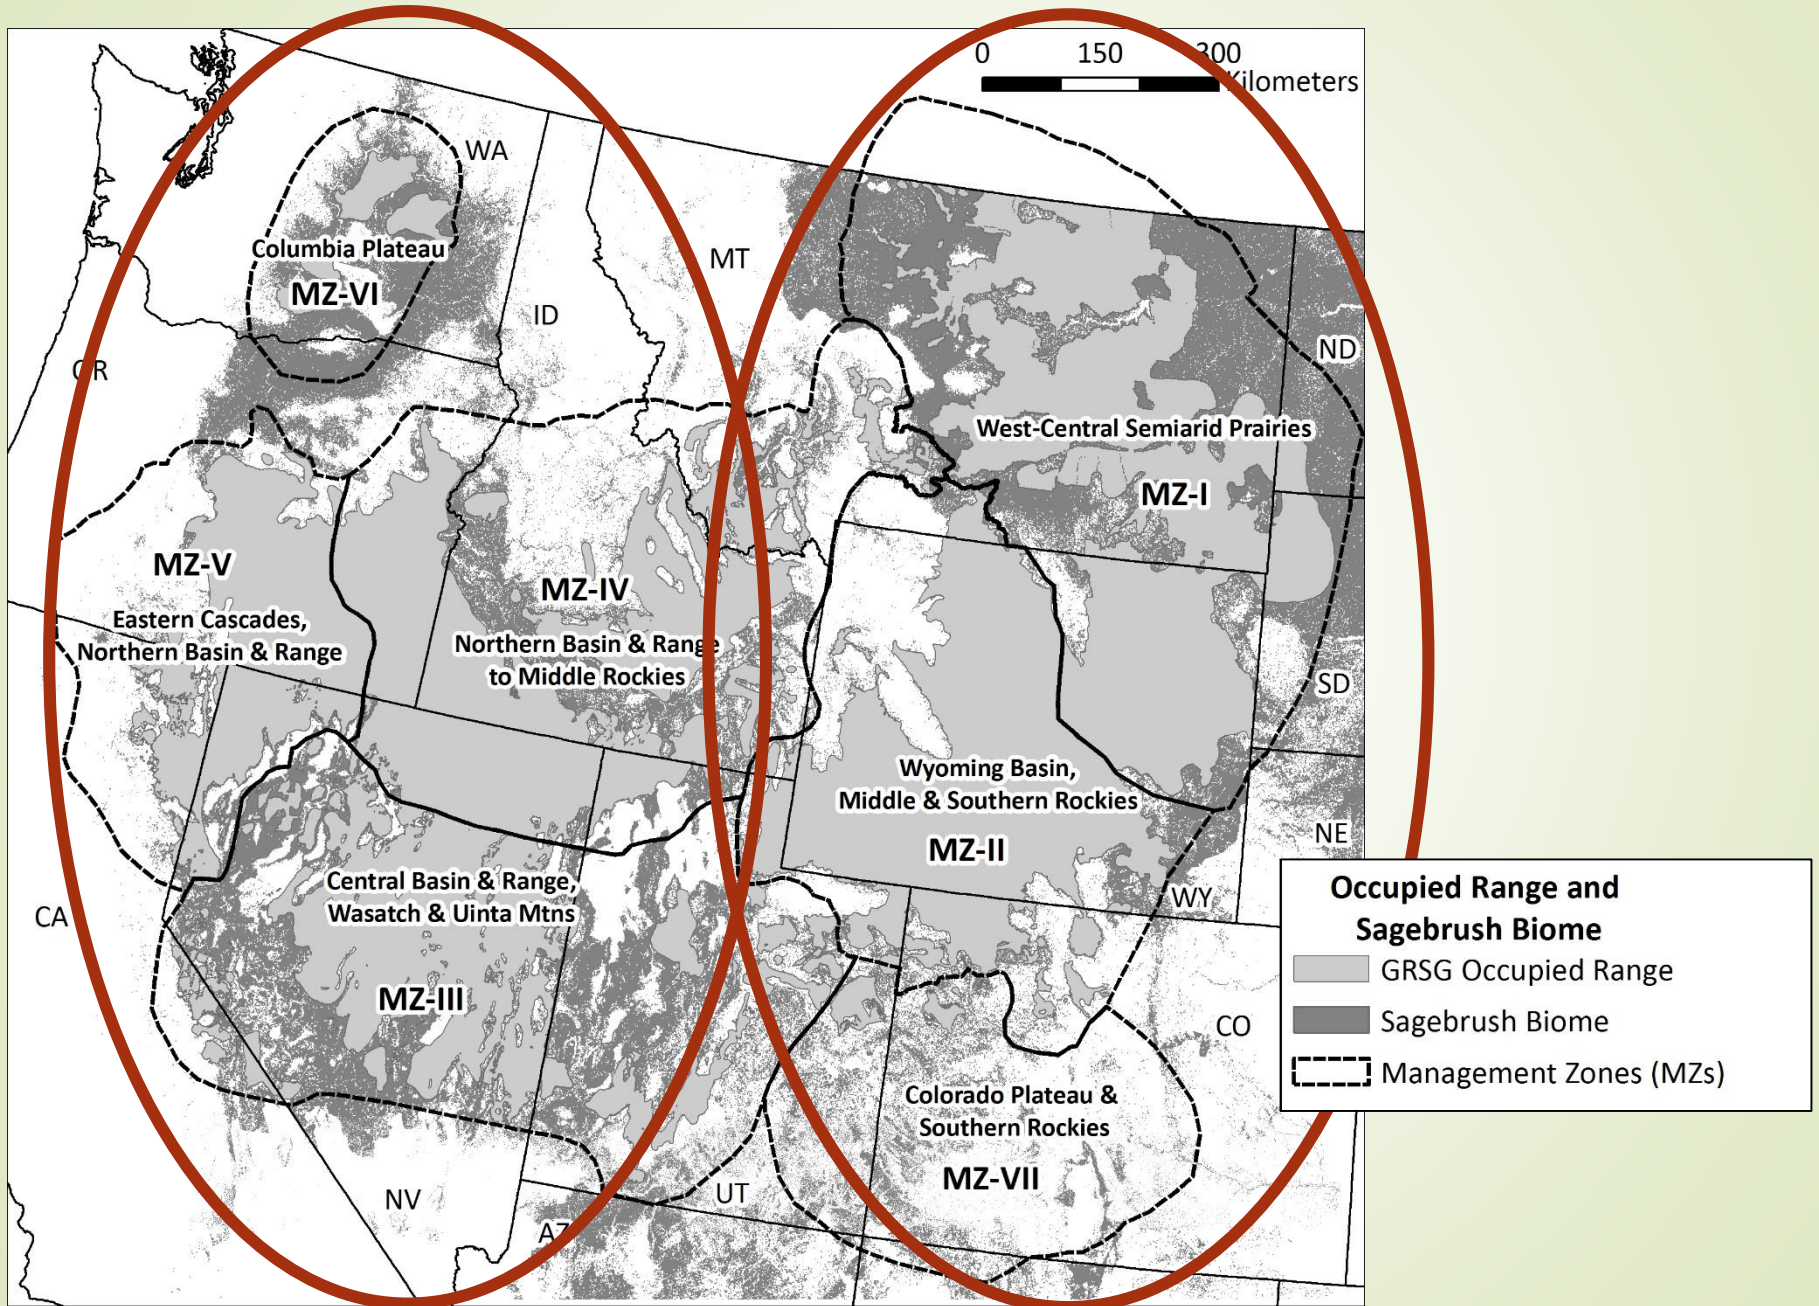 0 150 300
Kilometers
WA
Columbia Plateau
MZ-VI
MT
ID
OR
ND
West-Central Semiarid Prairies
MZ-I
MZ-V
Eastern Cascades,
Northern Basin & Range
MZ-IV
Northern Basin & Range
to Middle Rockies
SD
Wyoming Basin,
Middle & Southern Rockies
MZ-II
NE
Central Basin & Range,
Wasatch & Uinta Mtns
CA
WY
MZ-III
CO
Colorado Plateau &
Southern Rockies
MZ-VII
NV
UT
AZ
Occupied Range and
Sagebrush Biome
GRSG Occupied Range
Sagebrush Biome
Management Zones (MZs)